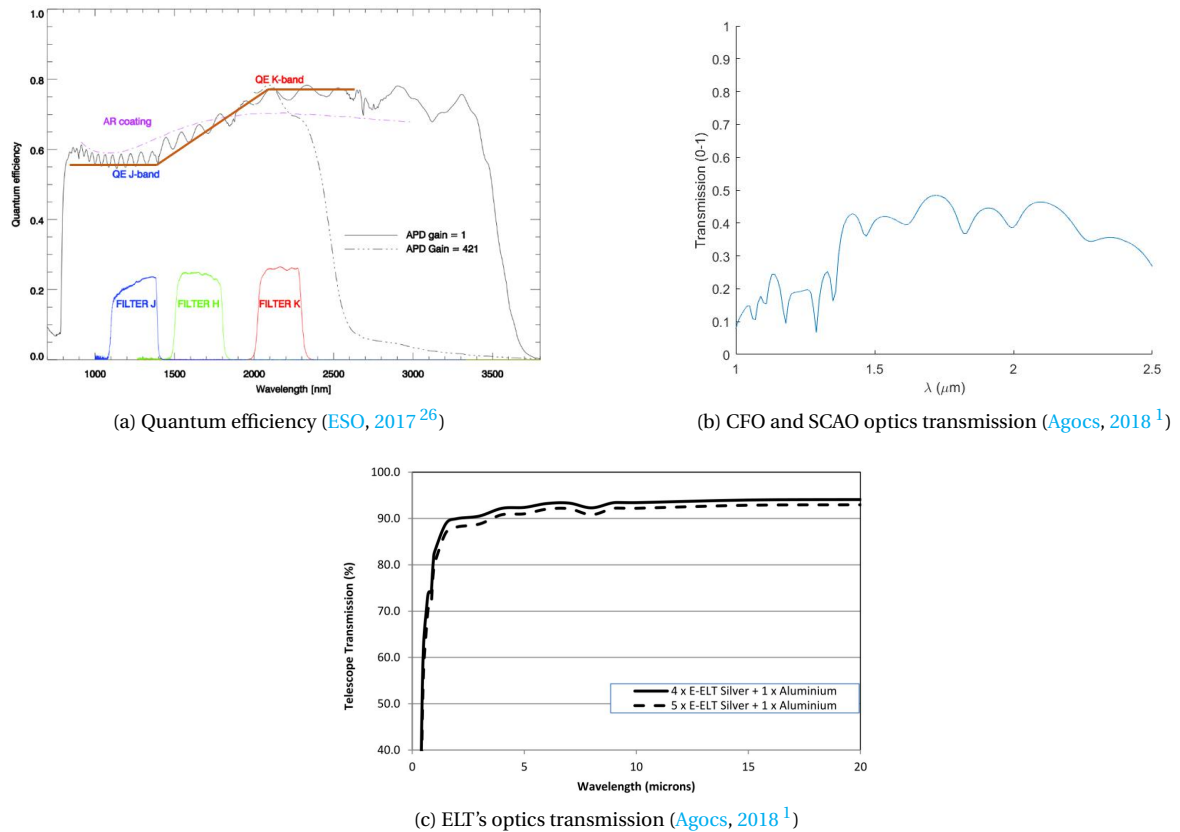 1.0
0.8
0.6
0.4
0.2
0.0
Quantum efficiency
QE K-band
AR coating
QE J-band
APD gain = 1
APD Gain = 421
FILTER J
FILTER H
FILTER K
1000 1500 2000 2500 3000 3500
Wavelength [nm]
(a) Quantum efficiency (ESO, 2017 26)
1
0.9
0.8
0.7
0.6
0.5
0.4
0.3
0.2
0.1
0
Transmission (0-1)
1 1.5 2 2.5
λ (μm)
(b) CFO and SCAO optics transmission (Agocs, 2018 1)
100.0
90.0
80.0
70.0
60.0
50.0
40.0
Telescope Transmission (%)
4 x E-ELT Silver + 1 x Aluminium
5 x E-ELT Silver + 1 x Aluminium
0 5 10 15 20
Wavelength (microns)
(c) ELT's optics transmission (Agocs, 2018 1)